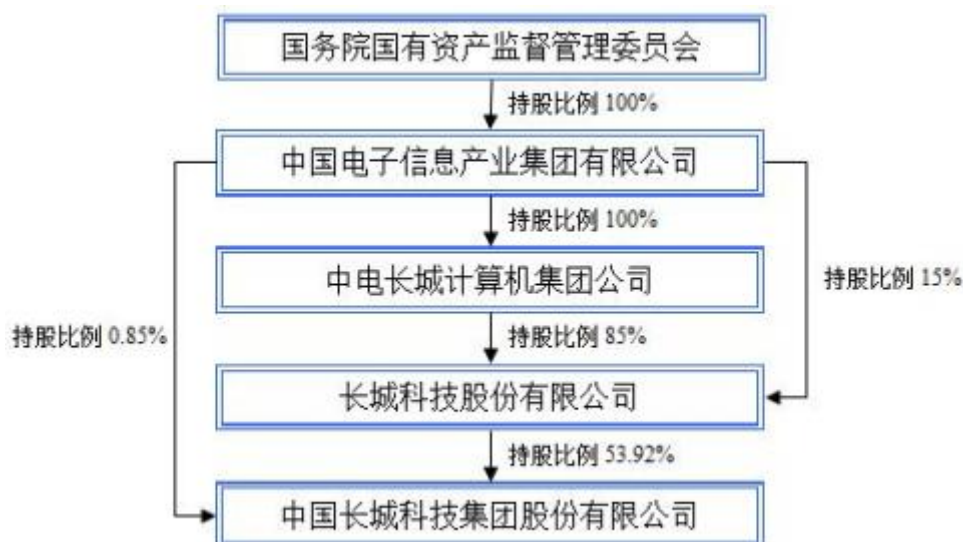 国务院国有资产监督管理委员会
持股比例 100%
中国电子信息产业集团有限公司
持股比例 100%
中电长城计算机集团公司
持股比例 15%
持股比例 0.85%
持股比例 85%
长城科技股份有限公司
持股比例 53.92%
中国长城科技集团股份有限公司